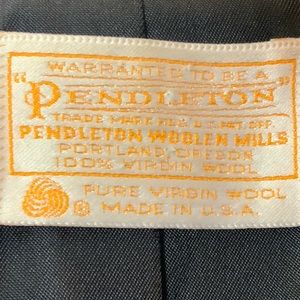 WARRANTED TO BE A
"PENDLETON"
TRADE MARK REG. U.S. PAT. OFF.
PENDLETON WOOLEN MILLS
PORTLAND, OREGON
100% VIRGIN WOOL
PURE VIRGIN WOOL
MADE IN U.S.A.